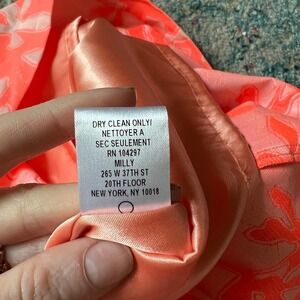 DRY CLEAN ONLY/
NETTOYER A
SEC SEULEMENT
RN 104297
MILLY
265 W 37TH ST
20TH FLOOR
NEW YORK, NY 10018